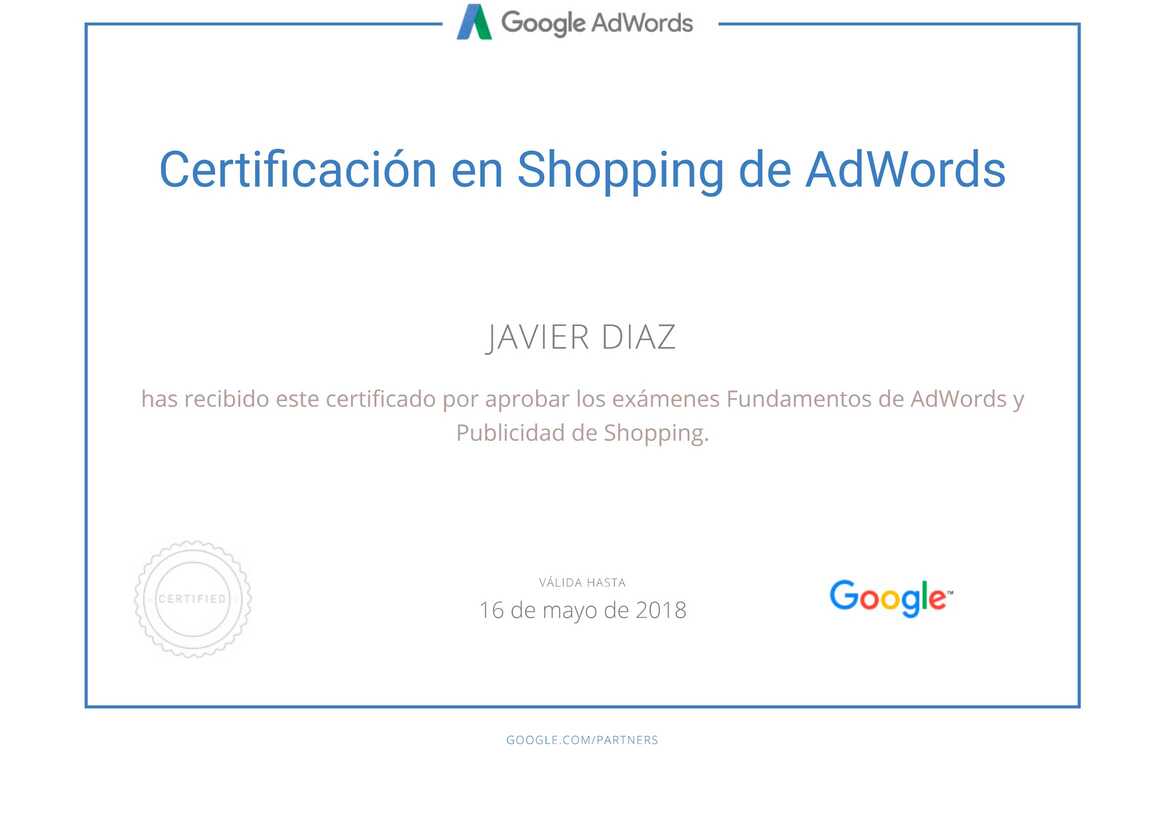 Google AdWords
Certificación en Shopping de AdWords
JAVIER DIAZ
has recibido este certificado por aprobar los exámenes Fundamentos de AdWords y
Publicidad de Shopping.
CERTIFIED
VÁLIDA HASTA
16 de mayo de 2018
Google™
GOOGLE.COM/PARTNERS